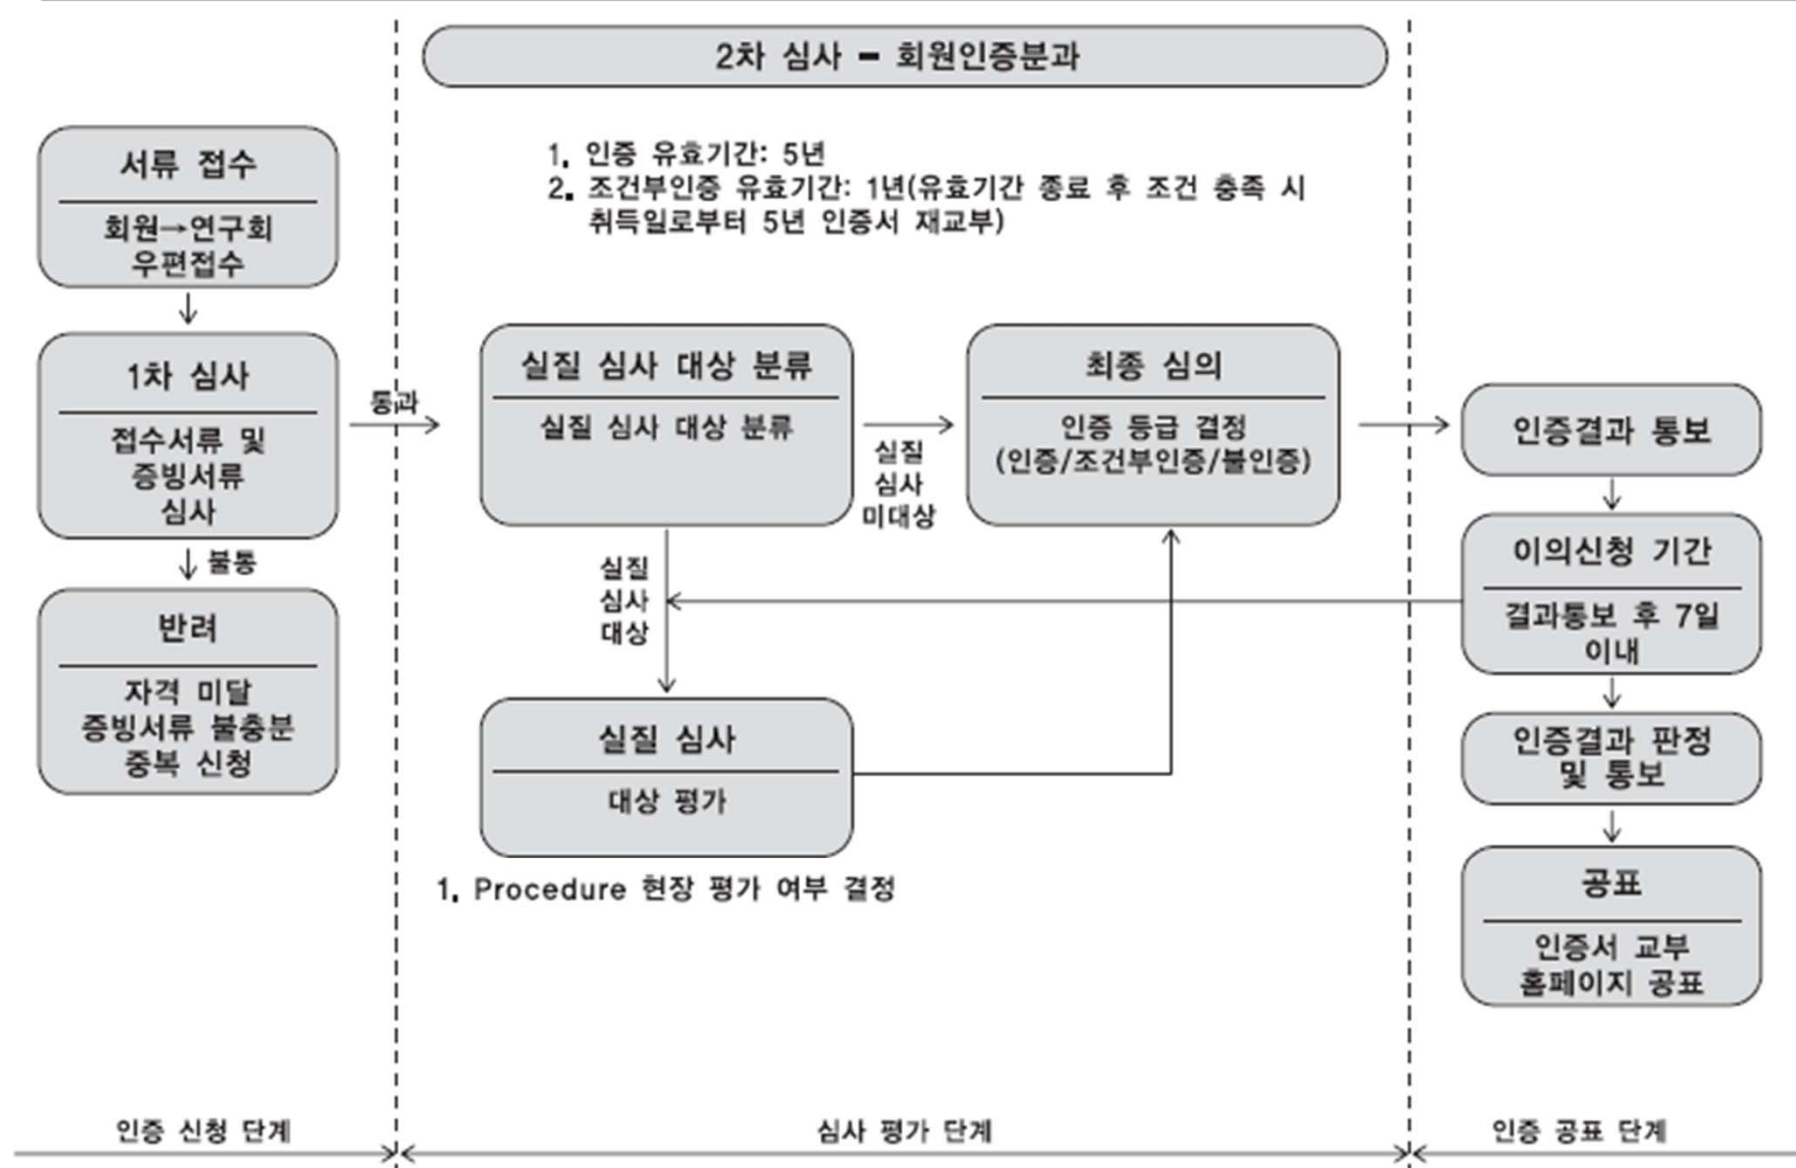 2차 심사 - 회원인증분과
1. 인증 유효기간: 5년
2. 조건부인증 유효기간: 1년(유효기간 종료 후 조건 충족 시
취득일로부터 5년 인증서 재교부)
서류 접수
회원→연구회
우편접수
1차 심사
접수서류 및
증빙서류
심사
통과
불통
반려
자격 미달
증빙서류 불충분
중복 신청
실질 심사 대상 분류
실질 심사 대상 분류
실질
심사
미대상
실질
심사
대상
최종 심의
인증 등급 결정
(인증/조건부인증/불인증)
실질 심사
대상 평가
1. Procedure 현장 평가 여부 결정
인증결과 통보
이의신청 기간
결과통보 후 7일
이내
인증결과 판정
및 통보
공표
인증서 교부
홈페이지 공표
인증 신청 단계
심사 평가 단계
인증 공표 단계